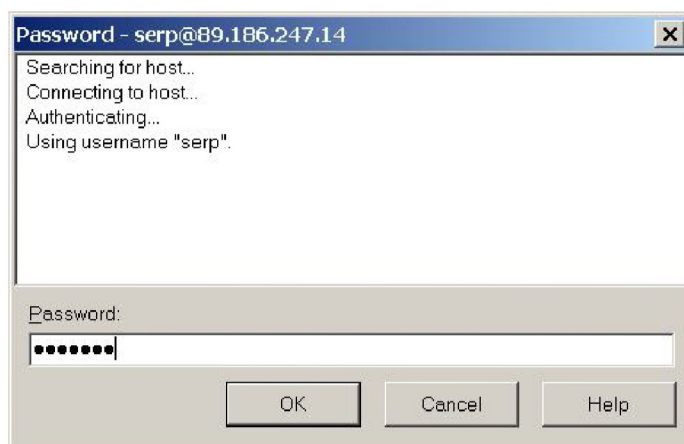 Password - serp@89.186.247.14
Searching for host...
Connecting to host...
Authenticating...
Using username "serp".
Password:
●●●●●●●
OK Cancel Help